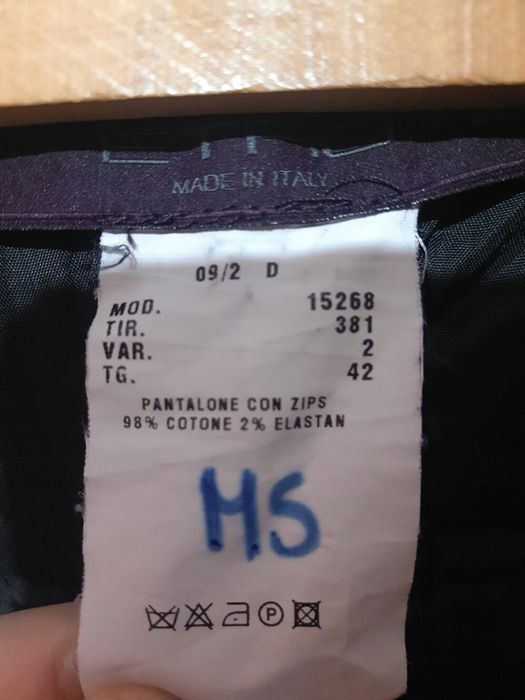 MADE IN ITALY
09/2 D
MOD. 15268
TIR. 381
VAR. 2
TG. 42
PANTALONE CON ZIPS
98% COTONE 2% ELASTAN
MS
P